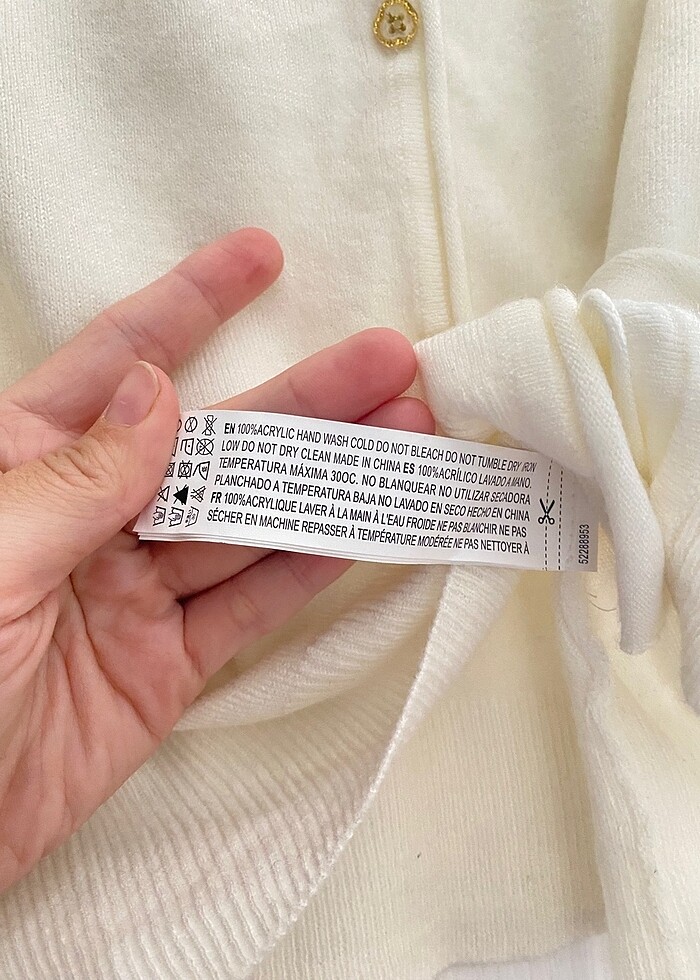 EN 100%ACRYLIC HAND WASH COLD DO NOT BLEACH DO NOT TUMBLE DRY IRON
LOW DO NOT DRY CLEAN MADE IN CHINA ES 100%ACRÍLICO LAVADO A MANO.
TEMPERATURA MÁXIMA 30OC. NO BLANQUEAR NO UTILIZAR SECADORA
PLANCHADO A TEMPERATURA BAJA NO LAVADO EN SECO HECHO EN CHINA
FR 100%ACRYLIQUE LAVER À LA MAIN À L'EAU FROIDE NE PAS BLANCHIR NE PAS
SÉCHER EN MACHINE REPASSER À TEMPÉRATURE MODÉRÉE NE PAS NETTOYER À
52288953